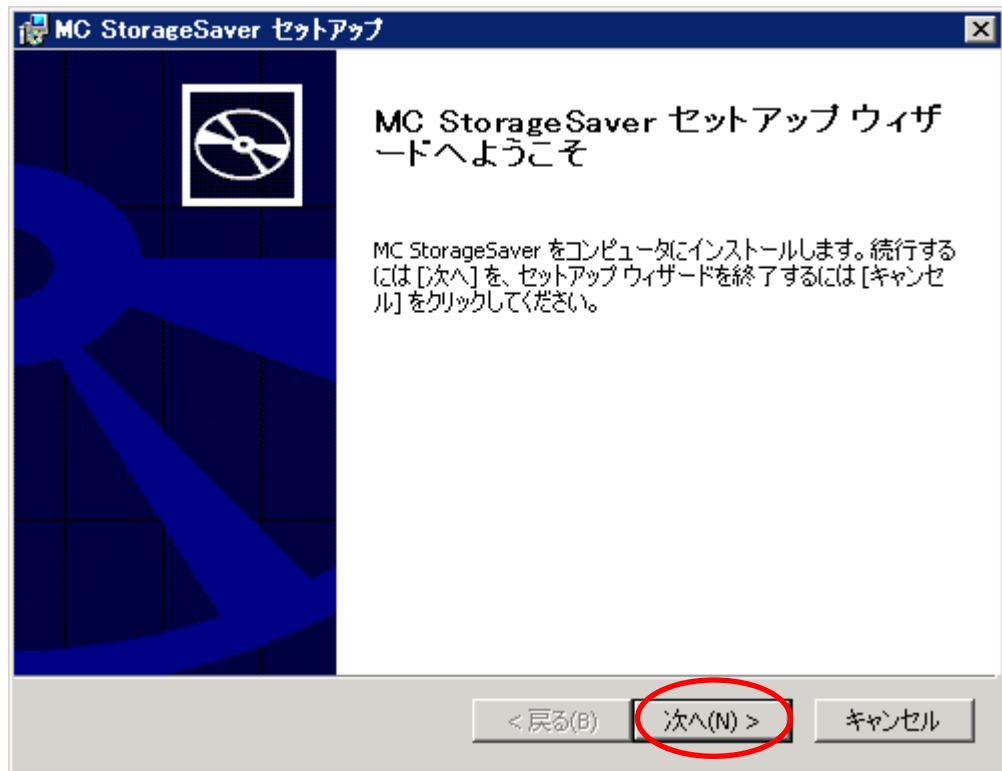 MC StorageSaver セットアップ
MC StorageSaver セットアップ ウィザ
ードへようこそ
MC StorageSaver をコンピュータにインストールします。続行する
には [次へ] を、セットアップ ウィザードを終了するには [キャンセ
ル] をクリックしてください。
< 戻る(B)
次へ(N) >
キャンセル